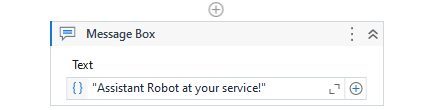 Message Box
Text
{ } "Assistant Robot at your service!"